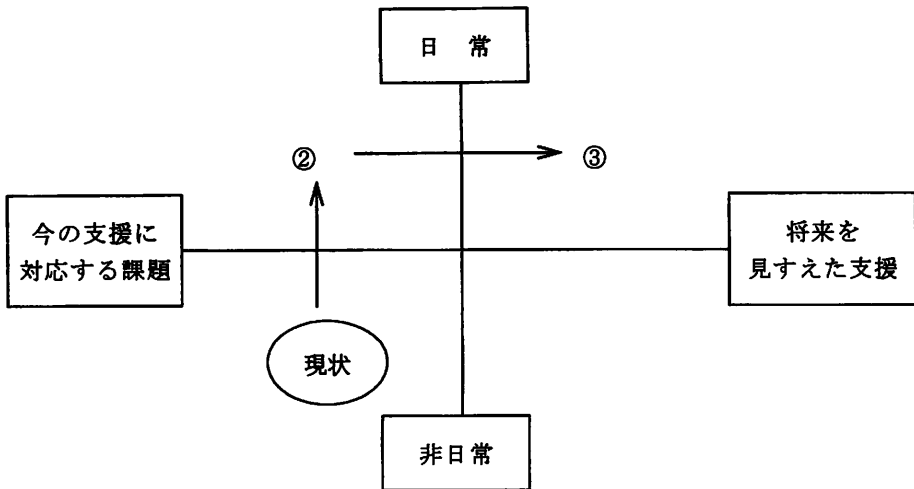 日 常
② ③
今の支援に
対応する課題
将来を
見すえた支援
現状
非日常